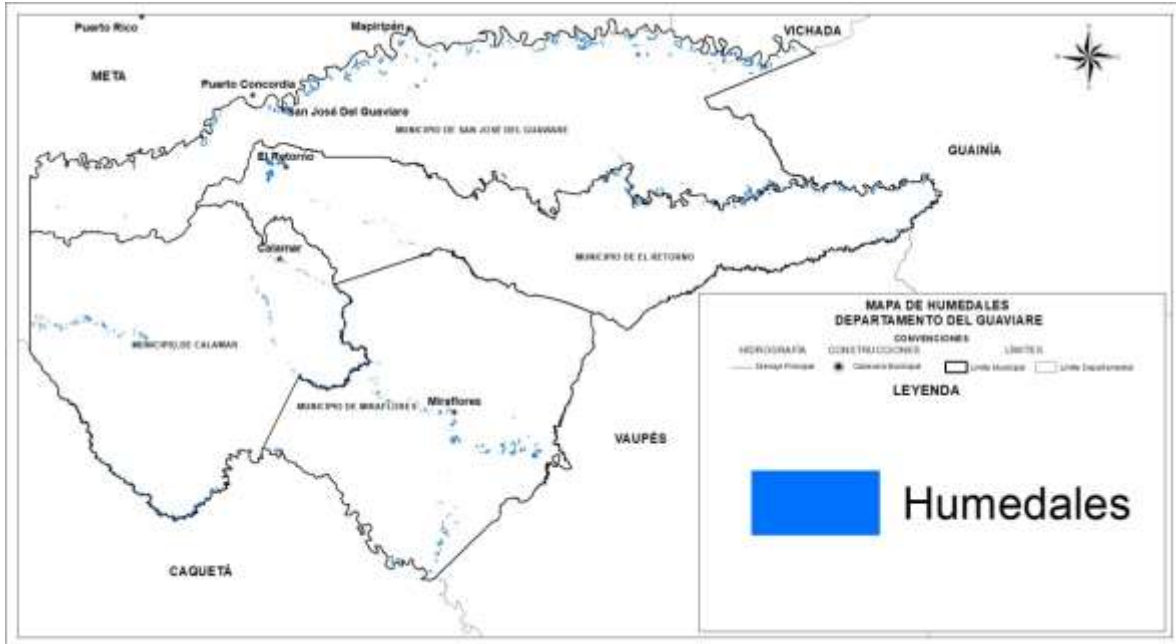 Puerto Rico
Mapiripán
VICHADA
META
Puerto Concordia
San José Del Guaviare
MUNICIPIO DE SAN JOSÉ DEL GUAVIARE
GUAINÍA
El Retorno
Calamar
MUNICIPIO DE EL RETORNO
MUNICIPIO DE CALAMAR
MUNICIPIO DE MIRAFLORES
Miraflores
VAUPÉS
CAQUETÁ
MAPA DE HUMEDALES
DEPARTAMENTO DEL GUAVIARE
CONVENCIONES
HIDROGRAFÍA CONSTRUCCIONES LÍMITES
Drenaje Principal Cabecera Municipal Límite Municipal Límite Departamental
LEYENDA
Humedales